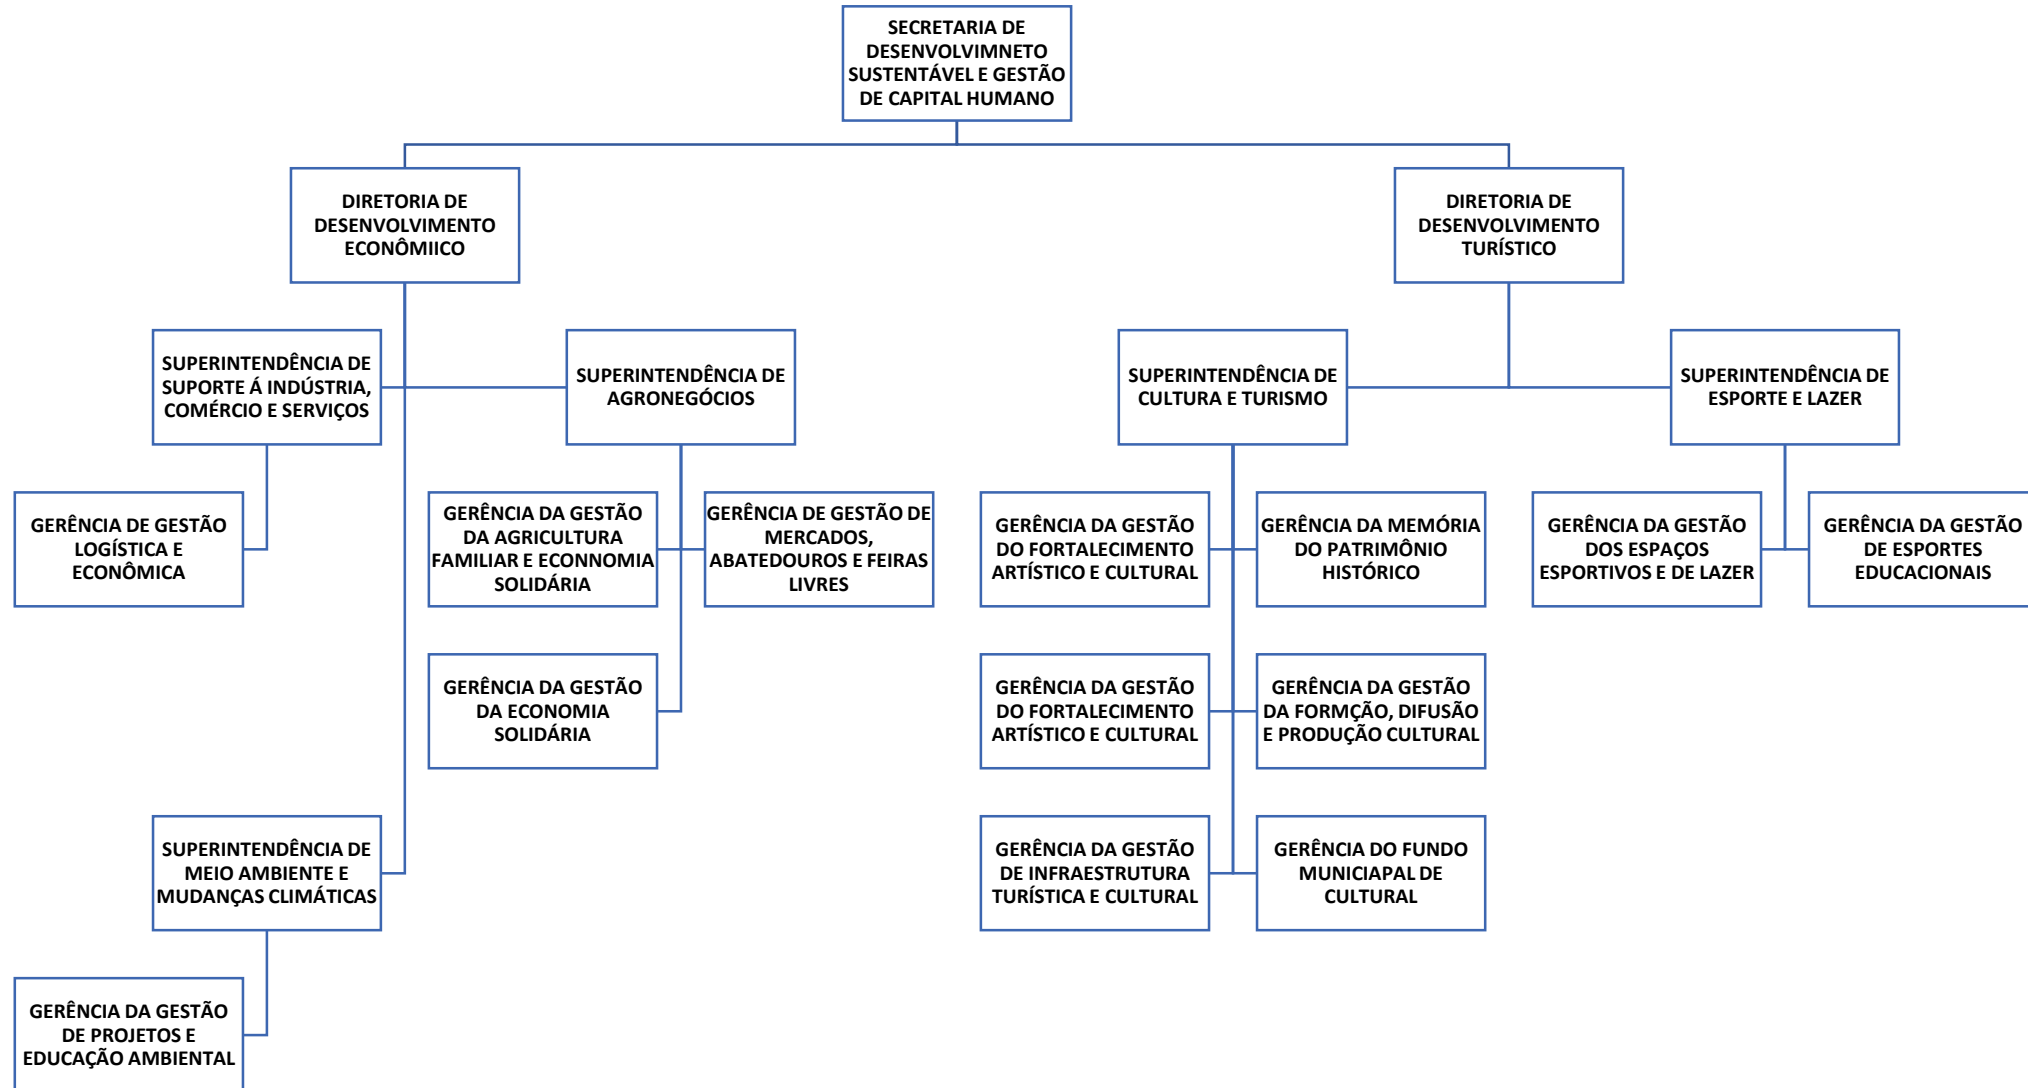 SECRETARIA DE
DESENVOLVIMNETO
SUSTENTÁVEL E GESTÃO
DE CAPITAL HUMANO
DIRETORIA DE
DESENVOLVIMENTO
ECONÔMIICO
DIRETORIA DE
DESENVOLVIMENTO
TURÍSTICO
SUPERINTENDÊNCIA DE
SUPORTE Á INDÚSTRIA,
COMÉRCIO E SERVIÇOS
SUPERINTENDÊNCIA DE
AGRONEGÓCIOS
SUPERINTENDÊNCIA DE
CULTURA E TURISMO
SUPERINTENDÊNCIA DE
ESPORTE E LAZER
GERÊNCIA DE GESTÃO
LOGÍSTICA E
ECONÔMICA
GERÊNCIA DA GESTÃO
DA AGRICULTURA
FAMILIAR E ECONNOMIA
SOLIDÁRIA
GERÊNCIA DE GESTÃO DE
MERCADOS,
ABATEDOUROS E FEIRAS
LIVRES
GERÊNCIA DA GESTÃO
DO FORTALECIMENTO
ARTÍSTICO E CULTURAL
GERÊNCIA DA MEMÓRIA
DO PATRIMÔNIO
HISTÓRICO
GERÊNCIA DA GESTÃO
DOS ESPAÇOS
ESPORTIVOS E DE LAZER
GERÊNCIA DA GESTÃO
DE ESPORTES
EDUCACIONAIS
GERÊNCIA DA GESTÃO
DA ECONOMIA
SOLIDÁRIA
GERÊNCIA DA GESTÃO
DO FORTALECIMENTO
ARTÍSTICO E CULTURAL
GERÊNCIA DA GESTÃO
DA FORMÇÃO, DIFUSÃO
E PRODUÇÃO CULTURAL
SUPERINTENDÊNCIA DE
MEIO AMBIENTE E
MUDANÇAS CLIMÁTICAS
GERÊNCIA DA GESTÃO
DE INFRAESTRUTURA
TURÍSTICA E CULTURAL
GERÊNCIA DO FUNDO
MUNICIAPAL DE
CULTURAL
GERÊNCIA DA GESTÃO
DE PROJETOS E
EDUCAÇÃO AMBIENTAL